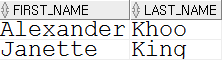 FIRST_NAME LAST_NAME
Alexander Khoo
Janette King